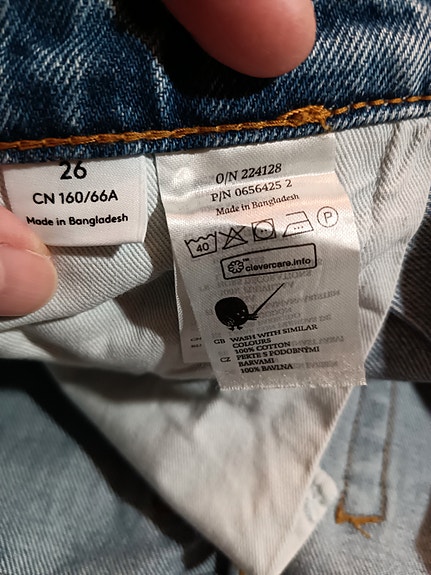 26
CN 160/66A
Made in Bangladesh
O/N 224128
P/N 0656425 2
Made in Bangladesh
40
P
clevercare.info
GB WASH WITH SIMILAR
COLOURS
100% COTTON
CZ PERTE S PODOBNÝMI
BARVAMI
100% BAVLNA